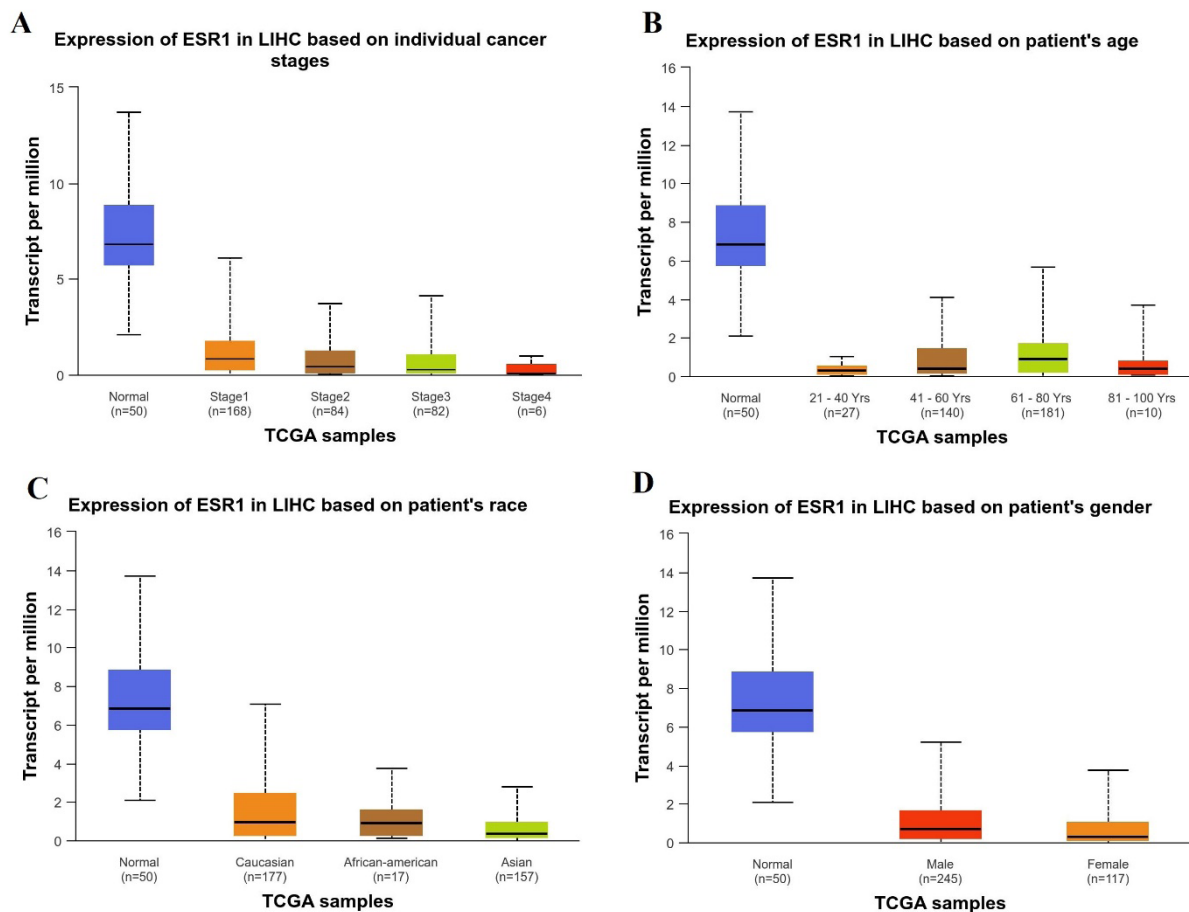 A
Expression of ESR1 in LIHC based on individual cancer
stages
Transcript per million
15
10
5
0
Normal
(n=50)
Stage1
(n=168)
Stage2
(n=84)
Stage3
(n=82)
Stage4
(n=6)
TCGA samples
B
Expression of ESR1 in LIHC based on patient's age
Transcript per million
16
14
12
10
8
6
4
2
0
Normal
(n=50)
21 - 40 Yrs
(n=27)
41 - 60 Yrs
(n=140)
61 - 80 Yrs
(n=181)
81 - 100 Yrs
(n=10)
TCGA samples
C
Expression of ESR1 in LIHC based on patient's race
Transcript per million
16
14
12
10
8
6
4
2
0
Normal
(n=50)
Caucasian
(n=177)
African-american
(n=17)
Asian
(n=157)
TCGA samples
D
Expression of ESR1 in LIHC based on patient's gender
Transcript per million
16
14
12
10
8
6
4
2
0
Normal
(n=50)
Male
(n=245)
Female
(n=117)
TCGA samples